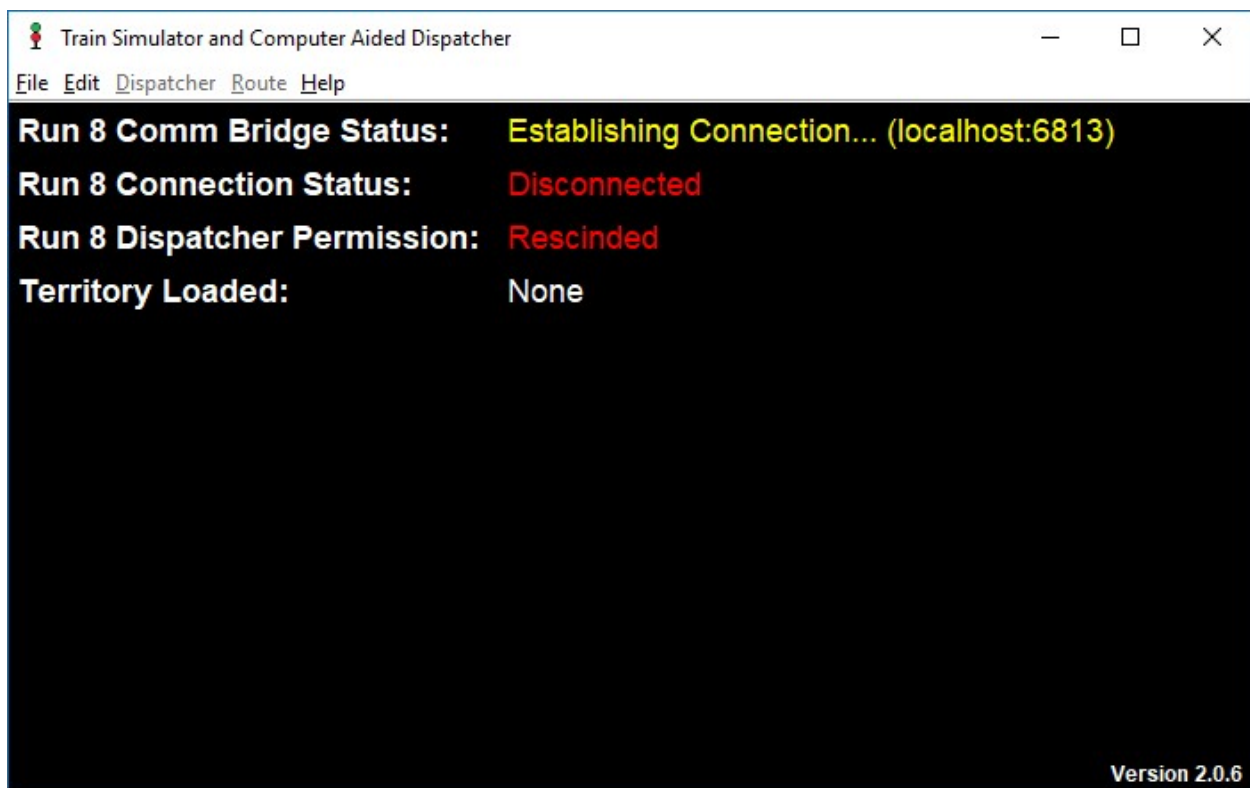 Train Simulator and Computer Aided Dispatcher
File Edit Dispatcher Route Help
Run 8 Comm Bridge Status: Establishing Connection... (localhost:6813)
Run 8 Connection Status: Disconnected
Run 8 Dispatcher Permission: Rescinded
Territory Loaded: None
Version 2.0.6